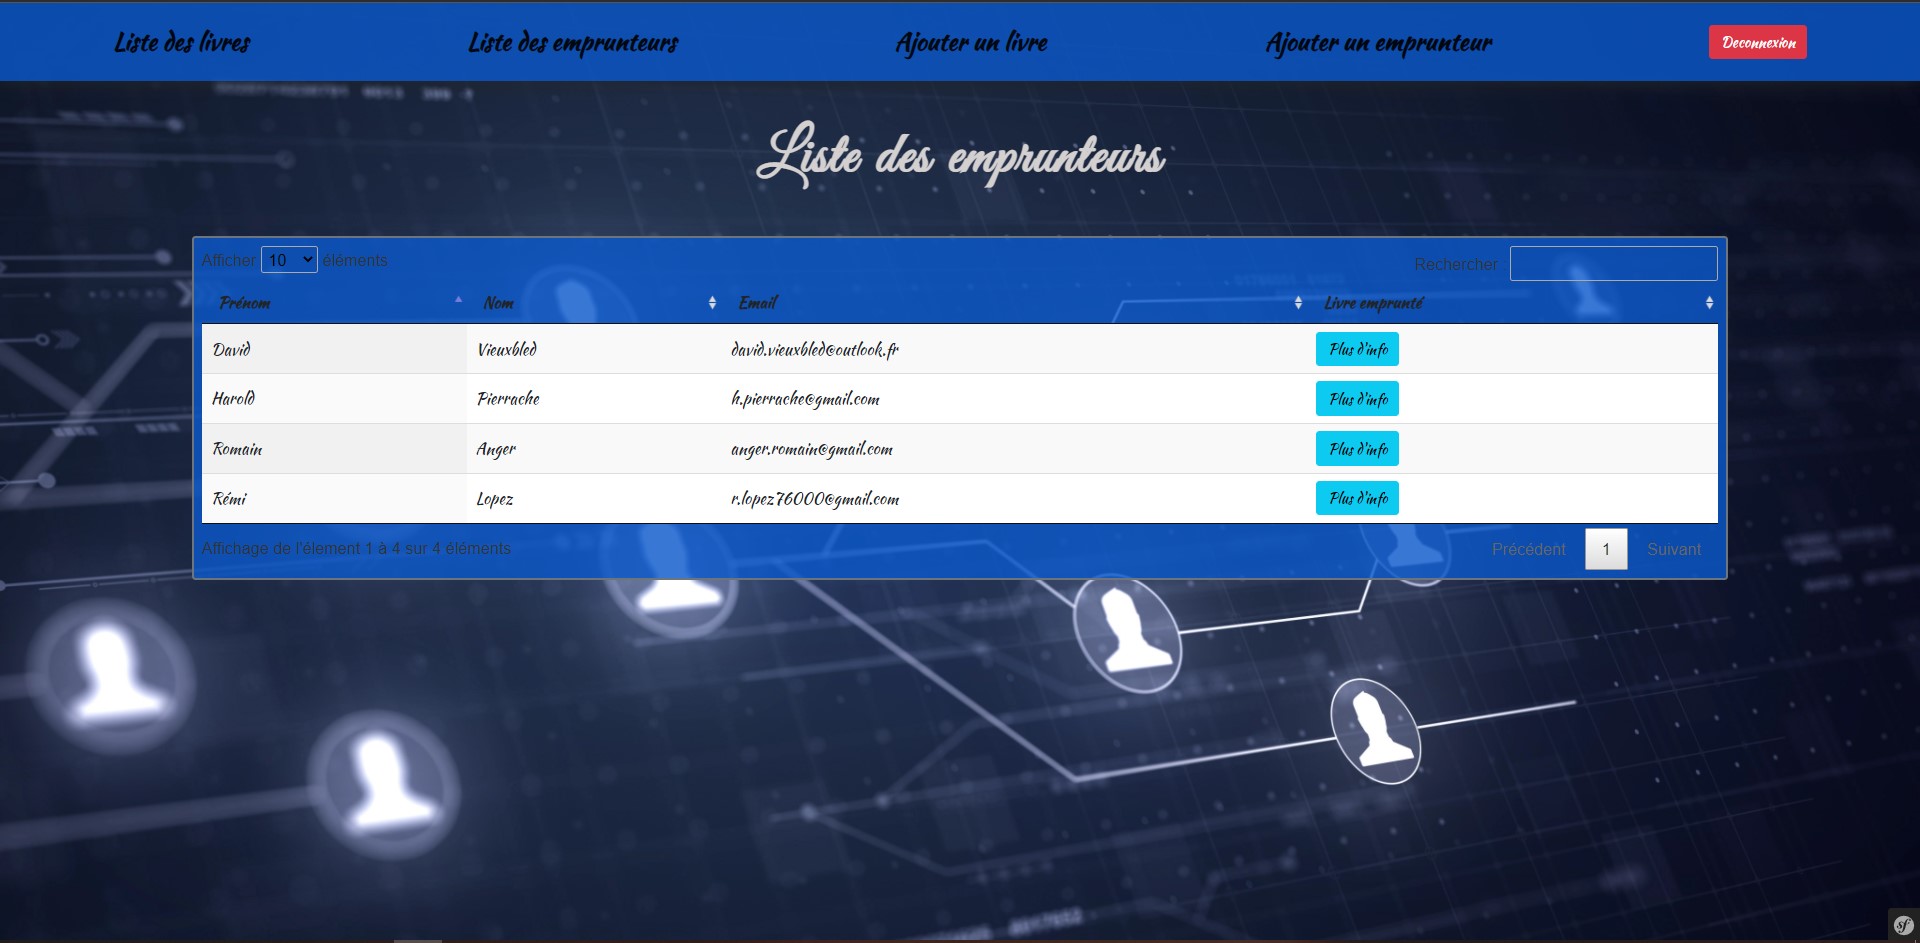 Liste des livres Liste des emprunteurs Ajouter un livre Ajouter un emprunteur Deconnexion
Liste des emprunteurs
Afficher 10 éléments Rechercher :
Prénom Nom Email Livre emprunté
David Vieuxbled david.vieuxbled@outlook.fr Plus d'info
Harold Pierrache h.pierrache@gmail.com Plus d'info
Romain Anger anger.romain@gmail.com Plus d'info
Rémi Lopez r.lopez76000@gmail.com Plus d'info
Affichage de l'élement 1 à 4 sur 4 éléments Précédent 1 Suivant
sf